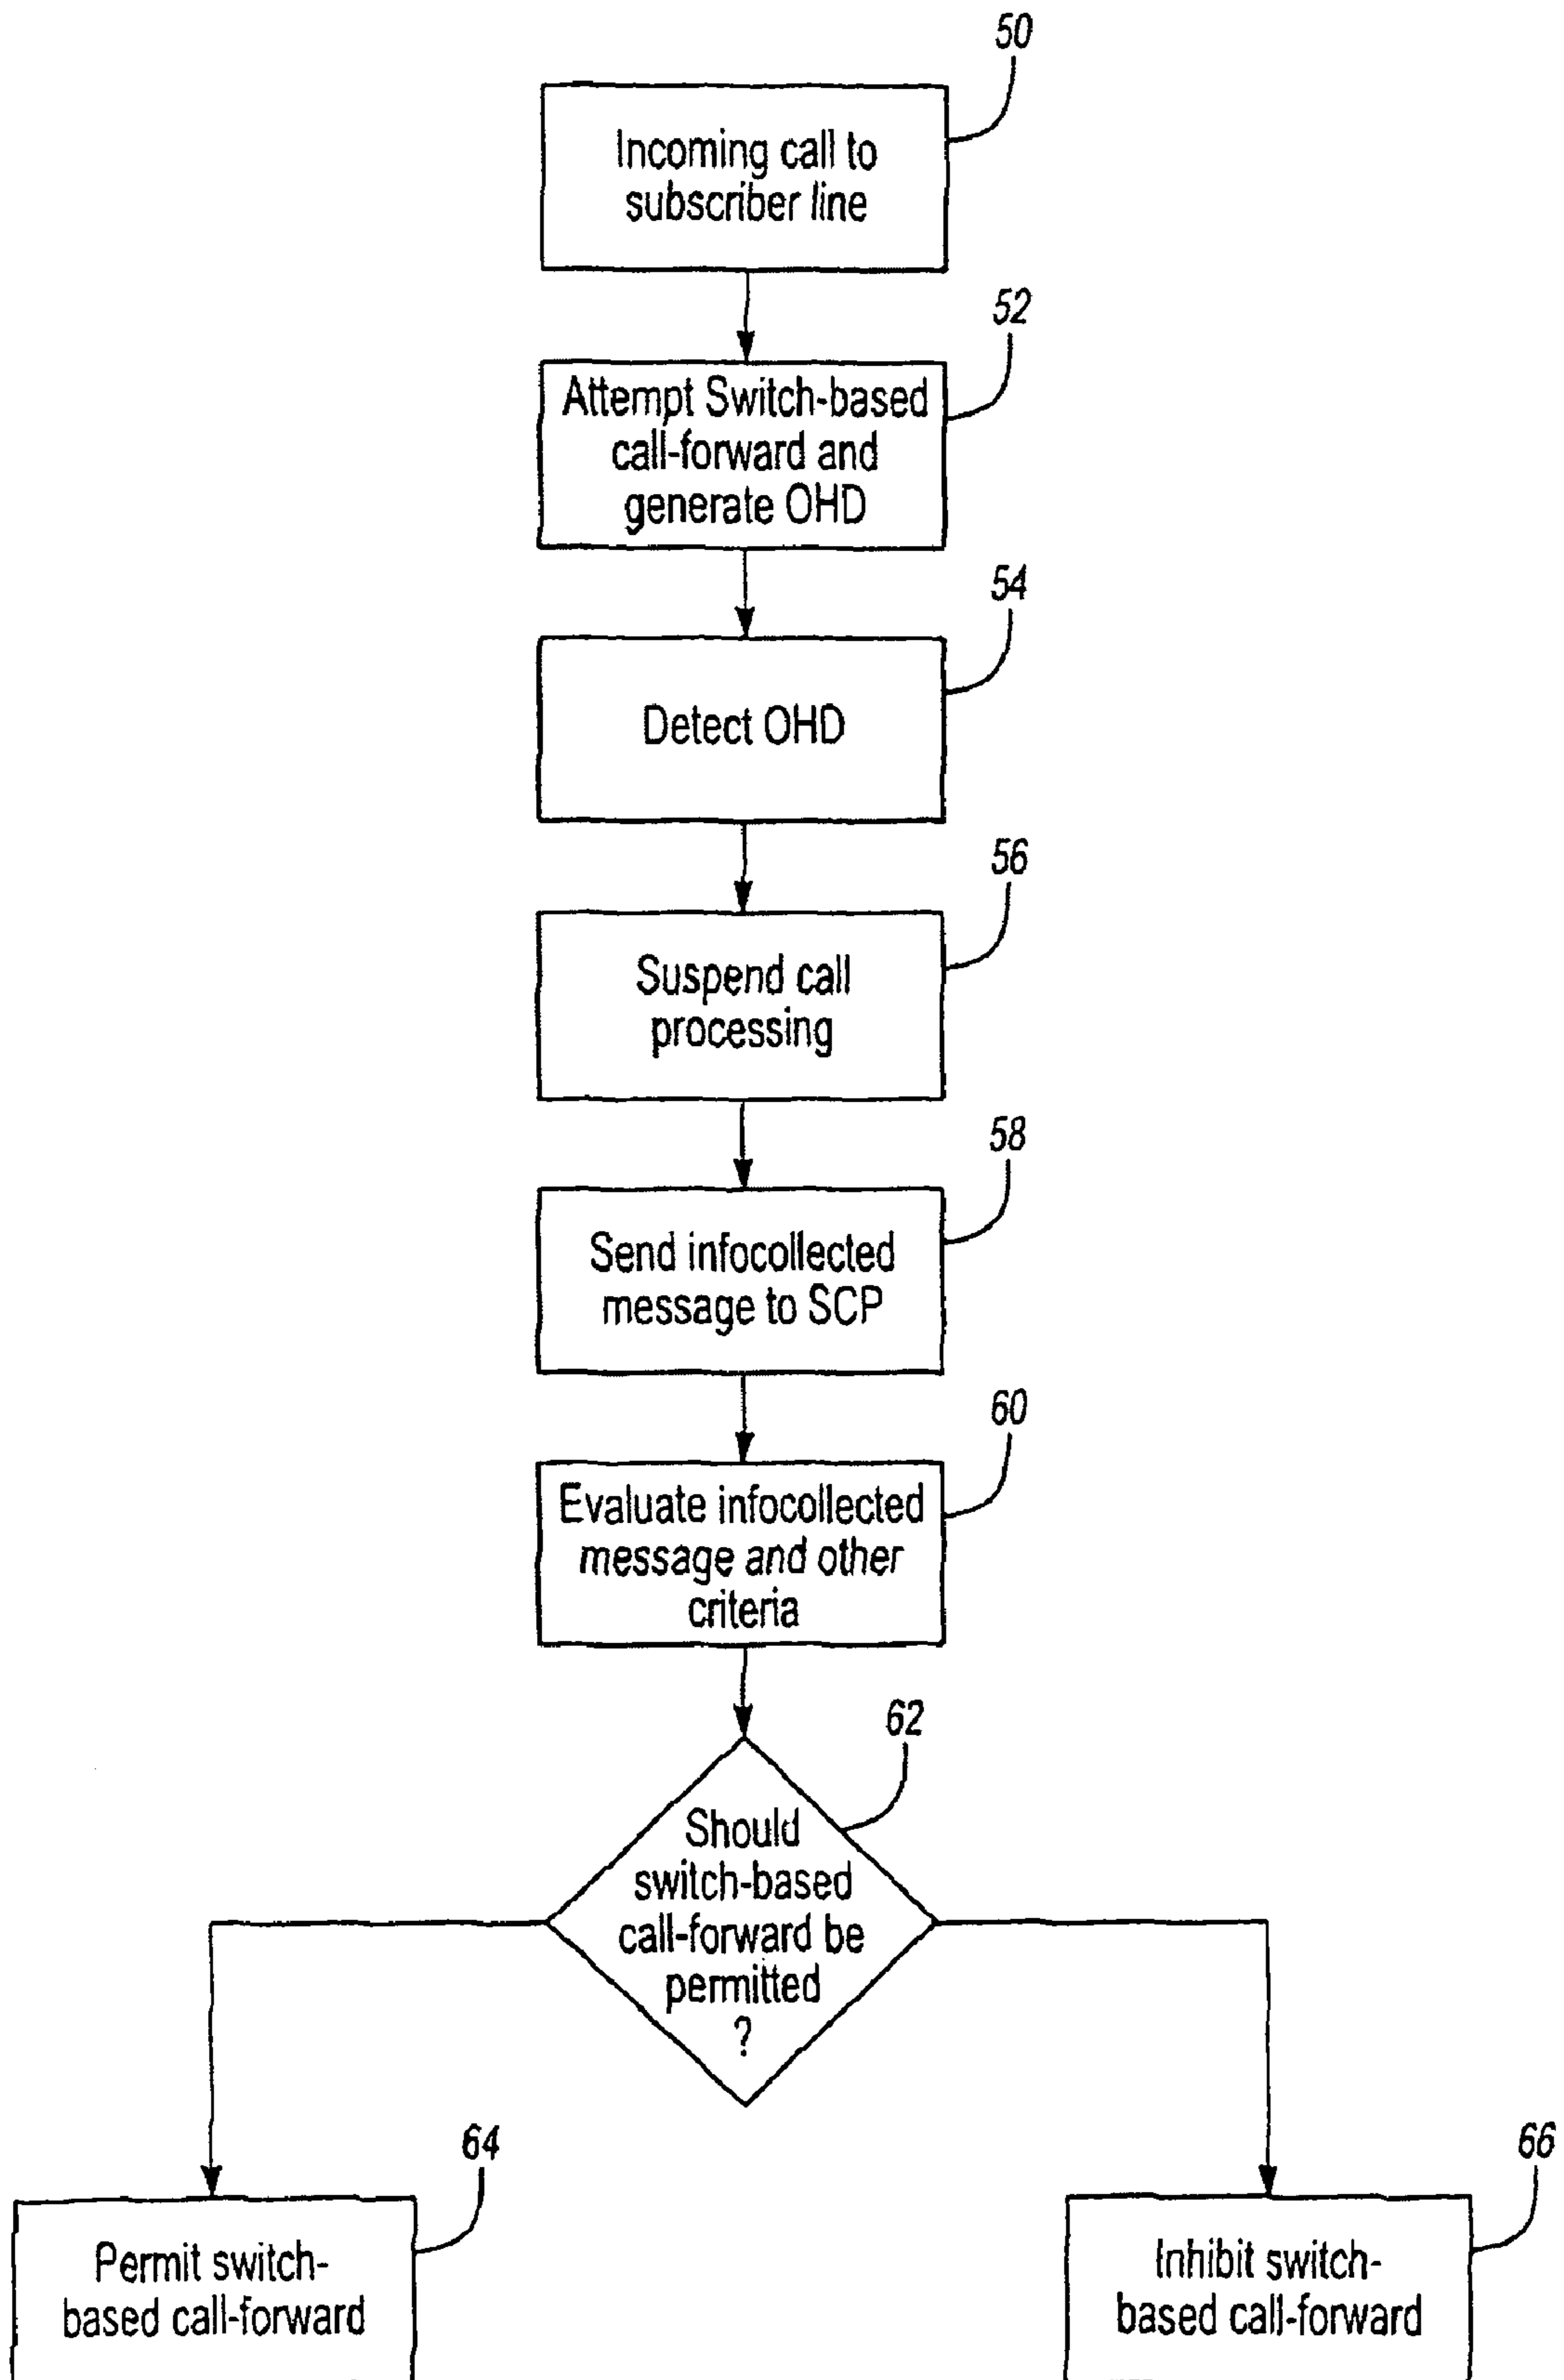 50
Incoming call to
subscriber line
52
Attempt Switch-based
call-forward and
generate OHD
54
Detect OHD
56
Suspend call
processing
58
Send infocollected
message to SCP
60
Evaluate infocollected
message and other
criteria
62
Should
switch-based
call-forward be
permitted
?
64
Permit switch-
based call-forward
66
Inhibit switch-
based call-forward